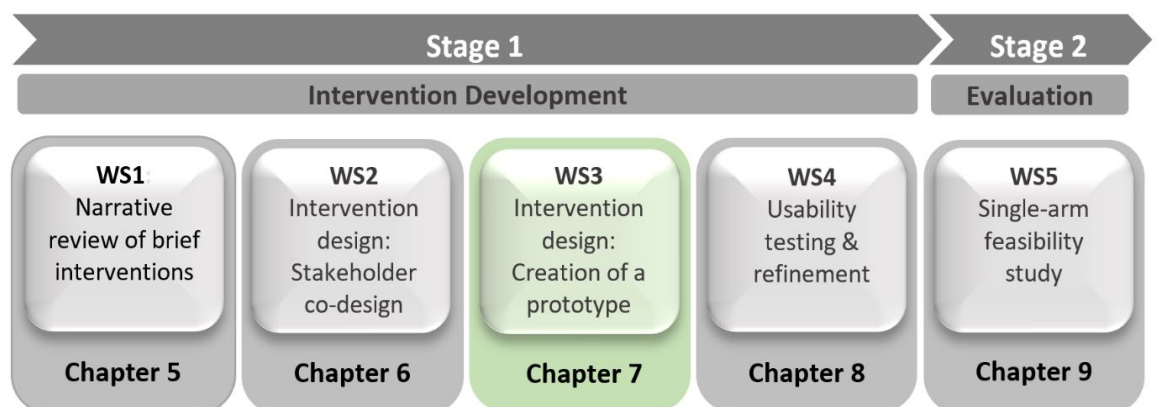 Stage 1
Stage 2
Intervention Development
Evaluation
WS1:
Narrative
review of brief
interventions
Chapter 5
WS2
Intervention
design:
Stakeholder
co-design
Chapter 6
WS3
Intervention
design:
Creation of a
prototype
Chapter 7
WS4
Usability
testing &
refinement
Chapter 8
WS5
Single-arm
feasibility
study
Chapter 9